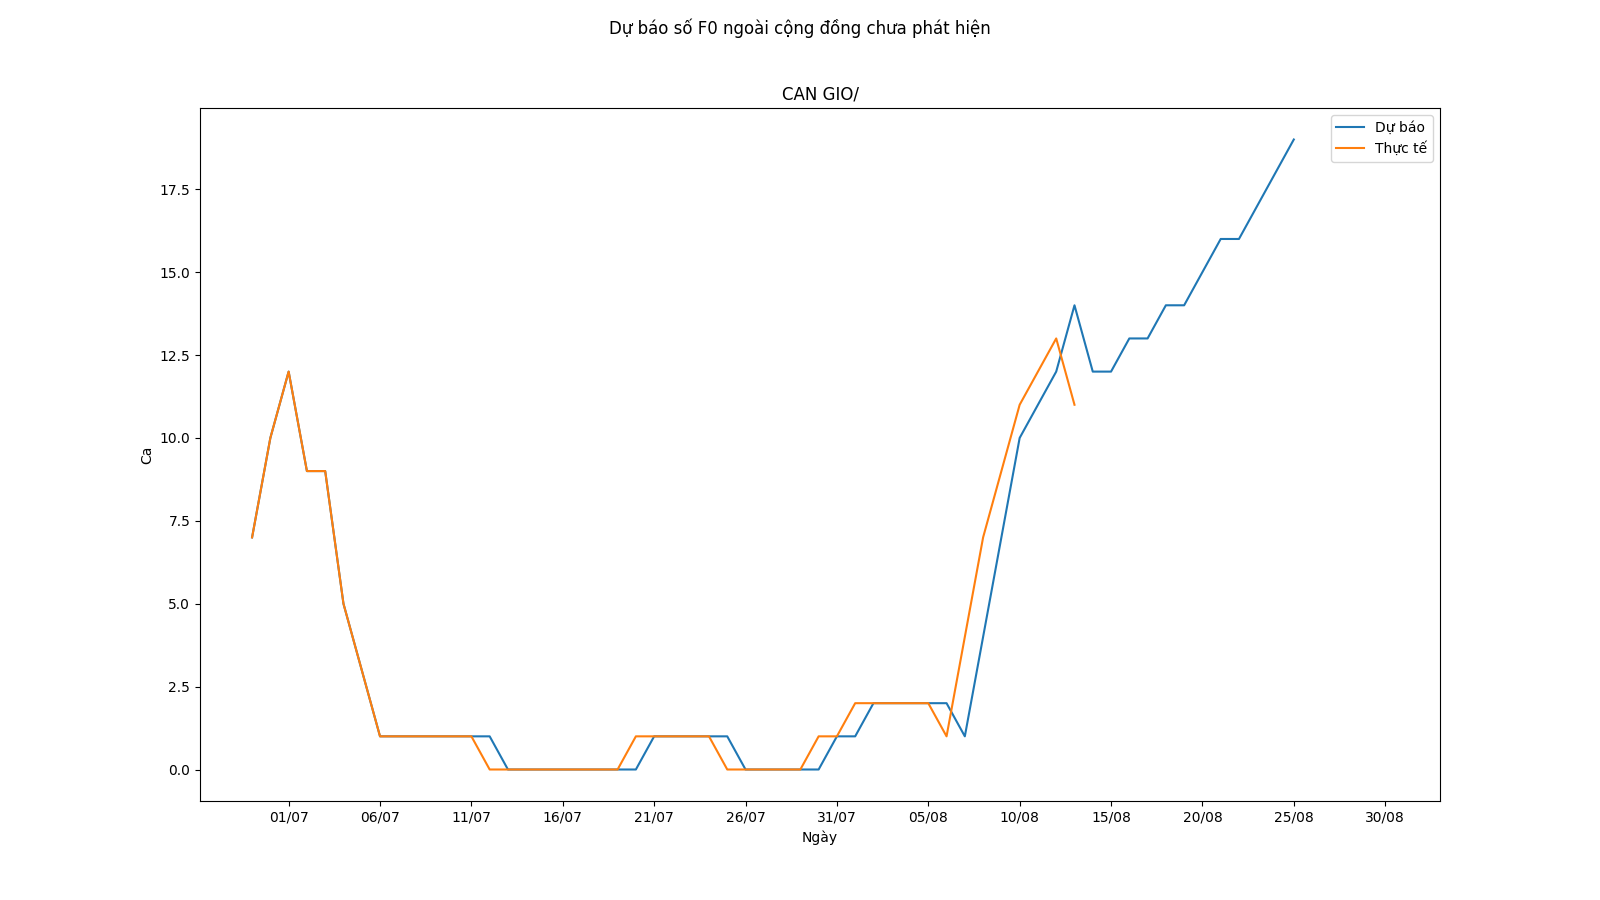 Dự báo số F0 ngoài cộng đồng chưa phát hiện
CAN GIO/
Dự báo
Thực tế
17.5
15.0
12.5
10.0
7.5
5.0
2.5
0.0
Ca
01/07 06/07 11/07 16/07 21/07 26/07 31/07 05/08 10/08 15/08 20/08 25/08 30/08
Ngày